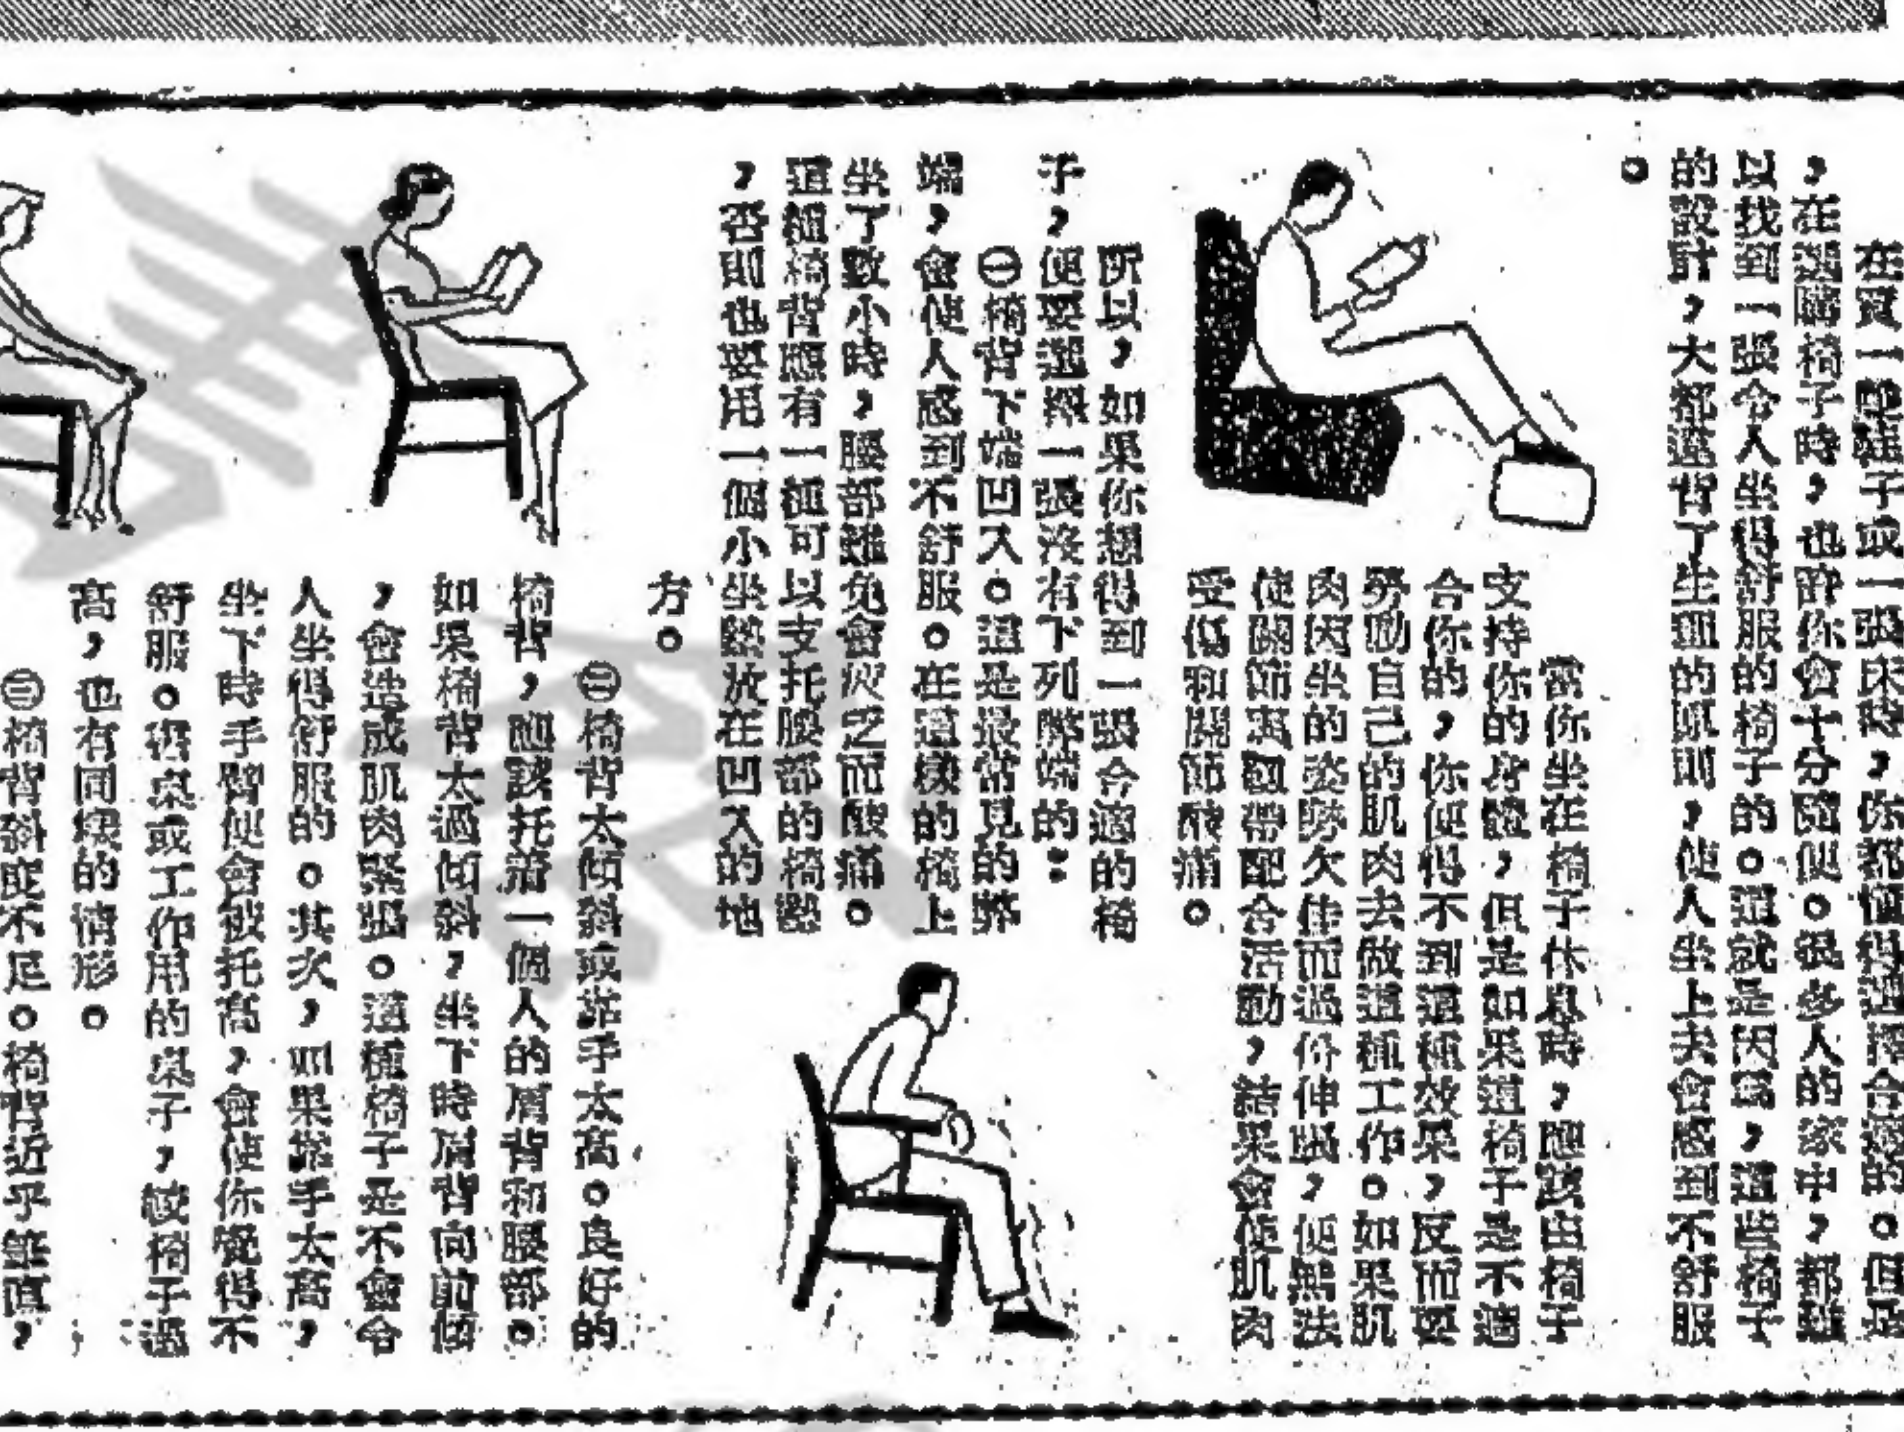 在買一雙鞋子或一張床時，你都懂得選擇合適的。但是
，在選購椅子時，也許你會十分隨便。很多人的家中，都難
以找到一張令人坐得舒服的椅子的。這就是因為，這些椅子
的設計，大都違背了生理的原則，使人坐上去會感到不舒服
。
當你坐在椅子休息時，應該由椅子
支持你的身體，但是如果這椅子是不適
合你的，你便得不到這種效果，反而要
勞動自己的肌肉去做這種工作。如果肌
肉因坐的姿勢欠佳而過份伸張，便無法
使關節與韌帶配合活動，結果會使肌肉
受傷和關節酸痛。
所以，如果你想得到一張合適的椅
子，便要選擇一張沒有下列弊端的：
㊀椅背下端凹入。這是最常見的弊
端，會使人感到不舒服。在這樣的椅上
坐了數小時，腰部難免會疲乏而酸痛。
這種椅背應有一種可以支托腰部的椅墊
，否則也要用一個小坐墊放在凹入的地
方。
㊁椅背太傾斜或搭手太高。良好的
椅背，應該托着一個人的肩背和腰部。
如果椅背太過傾斜，坐下時肩背向前傾
，會造成肌肉緊張。這種椅子是不會令
人坐得舒服的。其次，如果搭手太高，
坐下時手臂便會被托高，會使你覺得不
舒服。書桌或工作用的桌子，較椅子過
高，也有同樣的情形。
㊂椅背斜度不足。椅背近乎垂直，